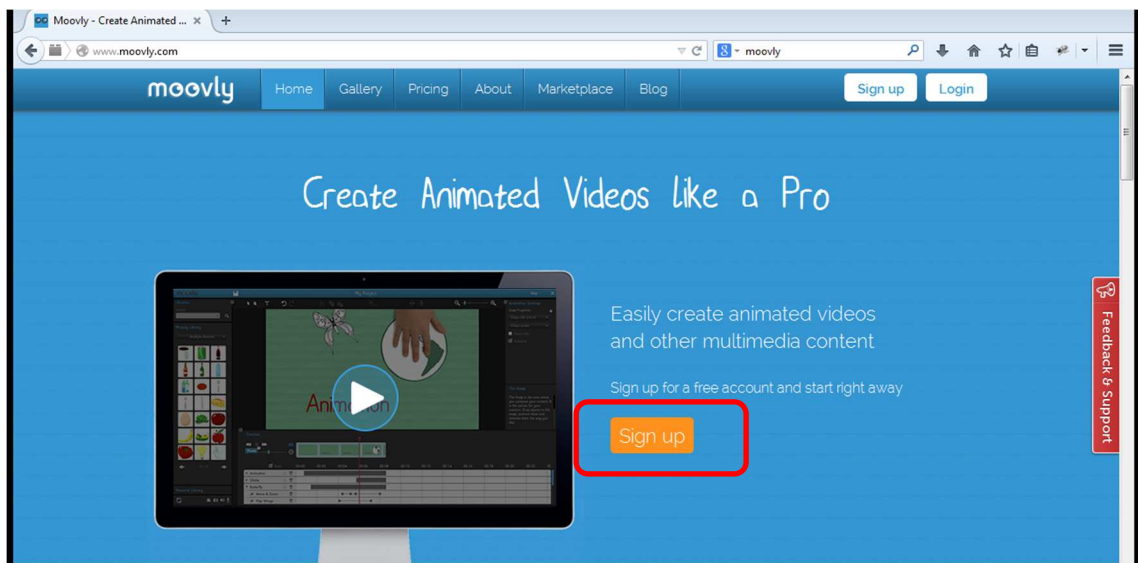 Moovly - Create Animated ...
www.moovly.com
moovly
moovly
Home
Gallery
Pricing
About
Marketplace
Blog
Sign up
Login
Create Animated Videos like a Pro
Animation
Easily create animated videos
and other multimedia content
Sign up for a free account and start right away
Sign up
Feedback & Support